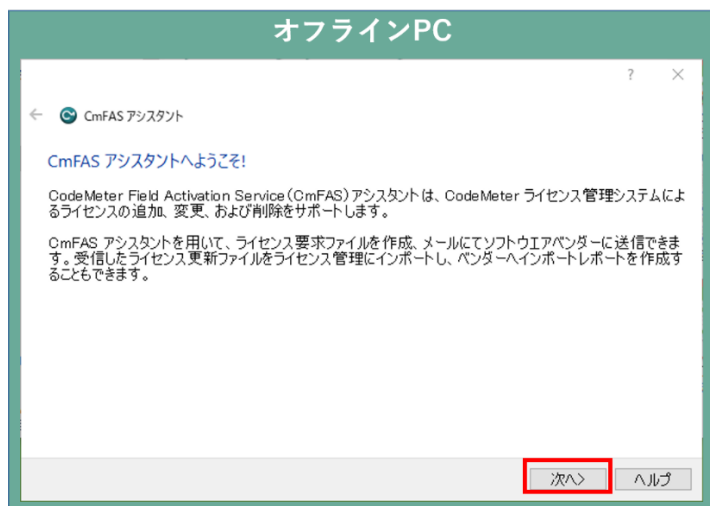 オフラインPC
? ×
← CmFAS アシスタント
CmFAS アシスタントへようこそ!
CodeMeter Field Activation Service(CmFAS)アシスタントは、CodeMeter ライセンス管理システムによ
るライセンスの追加、変更、および削除をサポートします。
CmFAS アシスタントを用いて、ライセンス要求ファイルを作成、メールにてソフトウエアベンダーに送信できま
す。受信したライセンス更新ファイルをライセンス管理にインポートし、ベンダーへインポートレポートを作成す
ることもできます。
次へ> ヘルプ